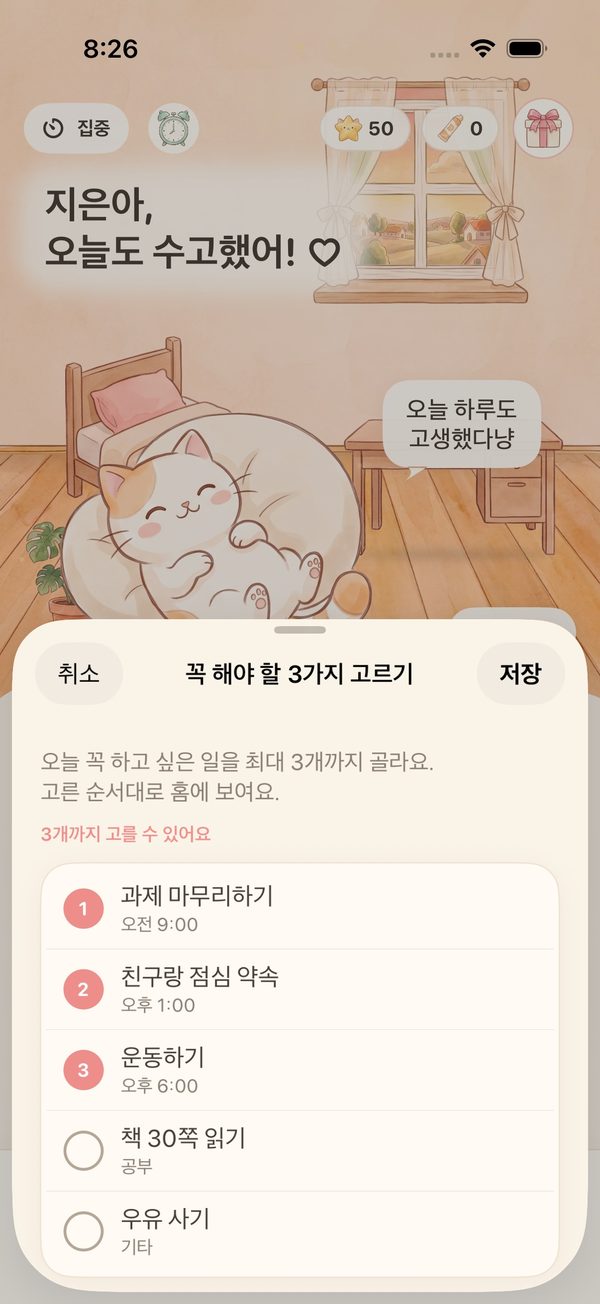 8:26
집중
50
0
지은아,
오늘도 수고했어! ♡
오늘 하루도
고생했다냥
취소
꼭 해야 할 3가지 고르기
저장
오늘 꼭 하고 싶은 일을 최대 3개까지 골라요.
고른 순서대로 홈에 보여요.
3개까지 고를 수 있어요
1
과제 마무리하기
오전 9:00
2
친구랑 점심 약속
오후 1:00
3
운동하기
오후 6:00
책 30쪽 읽기
공부
우유 사기
기타